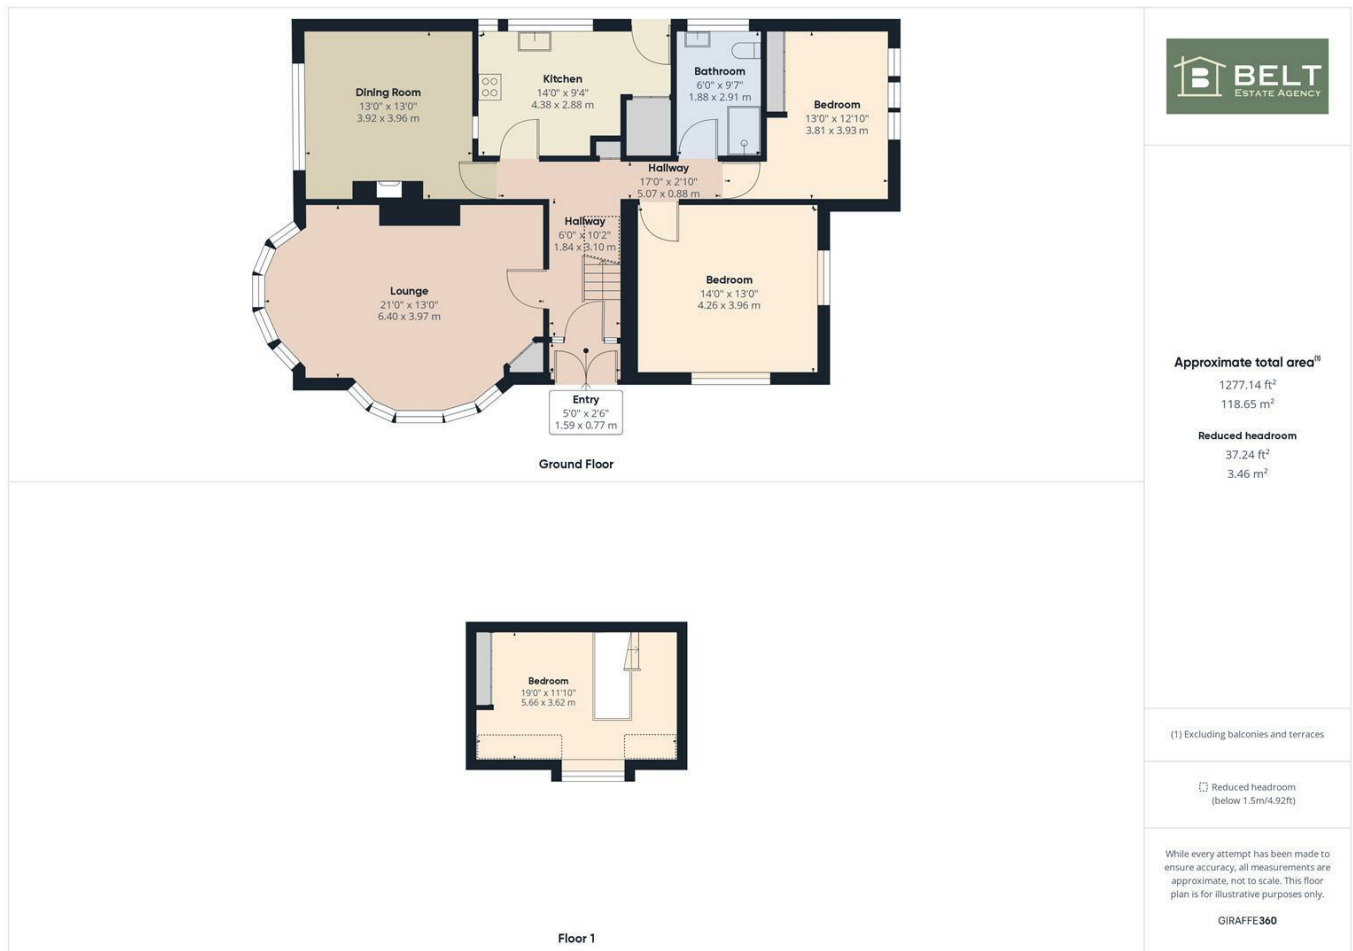 Dining Room
13'0" x 13'0"
3.92 x 3.96 m
Kitchen
14'0" x 9'4"
4.38 x 2.88 m
Bathroom
6'0" x 9'7"
1.88 x 2.91 m
Bedroom
13'0" x 12'10"
3.81 x 3.93 m
Hallway
17'0" x 2'10"
5.07 x 0.88 m
Hallway
6'0" x 10'2"
1.84 x 3.10 m
Lounge
21'0" x 13'0"
6.40 x 3.97 m
Bedroom
14'0" x 13'0"
4.26 x 3.96 m
Entry
5'0" x 2'6"
1.59 x 0.77 m
Ground Floor
Bedroom
19'0" x 11'10"
5.66 x 3.62 m
Floor 1
B BELT
ESTATE AGENCY
Approximate total area(1)
1277.14 ft²
118.65 m²
Reduced headroom
37.24 ft²
3.46 m²
(1) Excluding balconies and terraces
Reduced headroom
(below 1.5m/4.92ft)
While every attempt has been made to
ensure accuracy, all measurements are
approximate, not to scale. This floor
plan is for illustrative purposes only.
GIRAFFE360